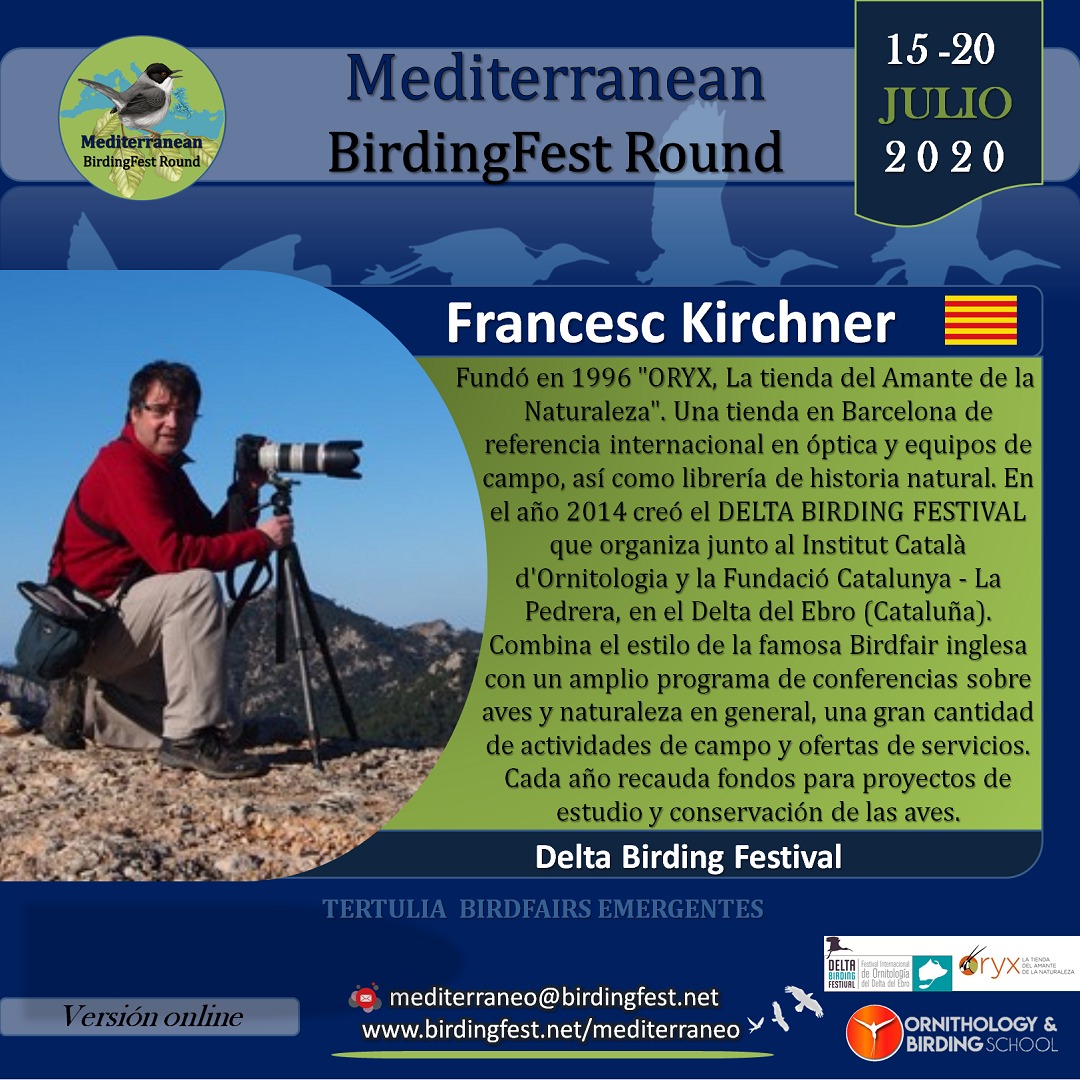 Mediterranean
BirdingFest Round
15 -20
JULIO
2020
Mediterranean
BirdingFest Round
Francesc Kirchner
Fundó en 1996 "ORYX, La tienda del Amante de la
Naturaleza". Una tienda en Barcelona de
referencia internacional en óptica y equipos de
campo, así como librería de historia natural. En
el año 2014 creó el DELTA BIRDING FESTIVAL
que organiza junto al Institut Català
d'Ornitologia y la Fundació Catalunya - La
Pedrera, en el Delta del Ebro (Cataluña).
Combina el estilo de la famosa Birdfair inglesa
con un amplio programa de conferencias sobre
aves y naturaleza en general, una gran cantidad
de actividades de campo y ofertas de servicios.
Cada año recauda fondos para proyectos de
estudio y conservación de las aves.
Delta Birding Festival
TERTULIA BIRDFAIRS EMERGENTES
DELTA
BIRDING
FESTIVAL
Festival Internacional
de Ornitología
del Delta del Ebro
Oryx
LA TIENDA
DEL AMANTE
DE LA NATURALEZA
Versión online
mediterraneo@birdingfest.net
www.birdingfest.net/mediterraneo
ORNITHOLOGY &
BIRDING SCHOOL